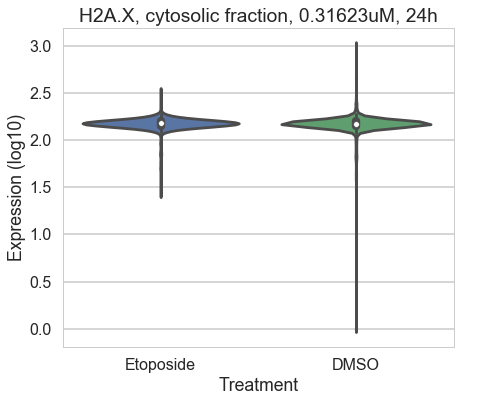 H2A.X, cytosolic fraction, 0.31623uM, 24h
3.0
2.5
2.0
1.5
1.0
0.5
0.0
Expression (log10)
Etoposide DMSO
Treatment